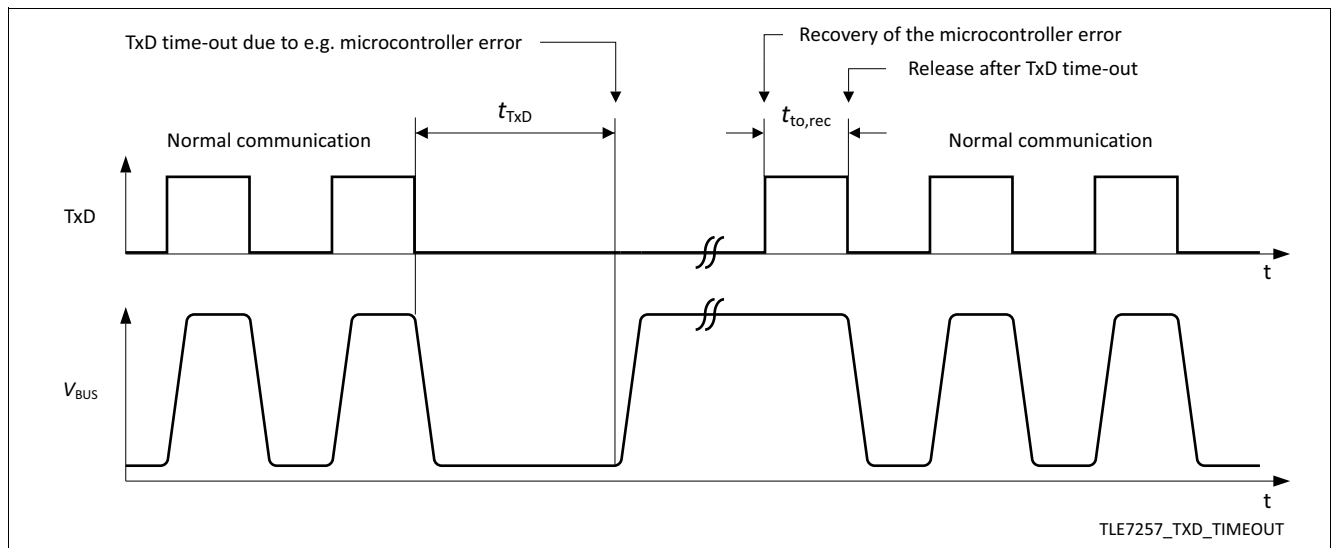 TxD time-out due to e.g. microcontroller error
Recovery of the microcontroller error
Release after TxD time-out
tTxD
tto,rec
Normal communication
Normal communication
TxD
t
VBUS
t
TLE7257_TXD_TIMEOUT